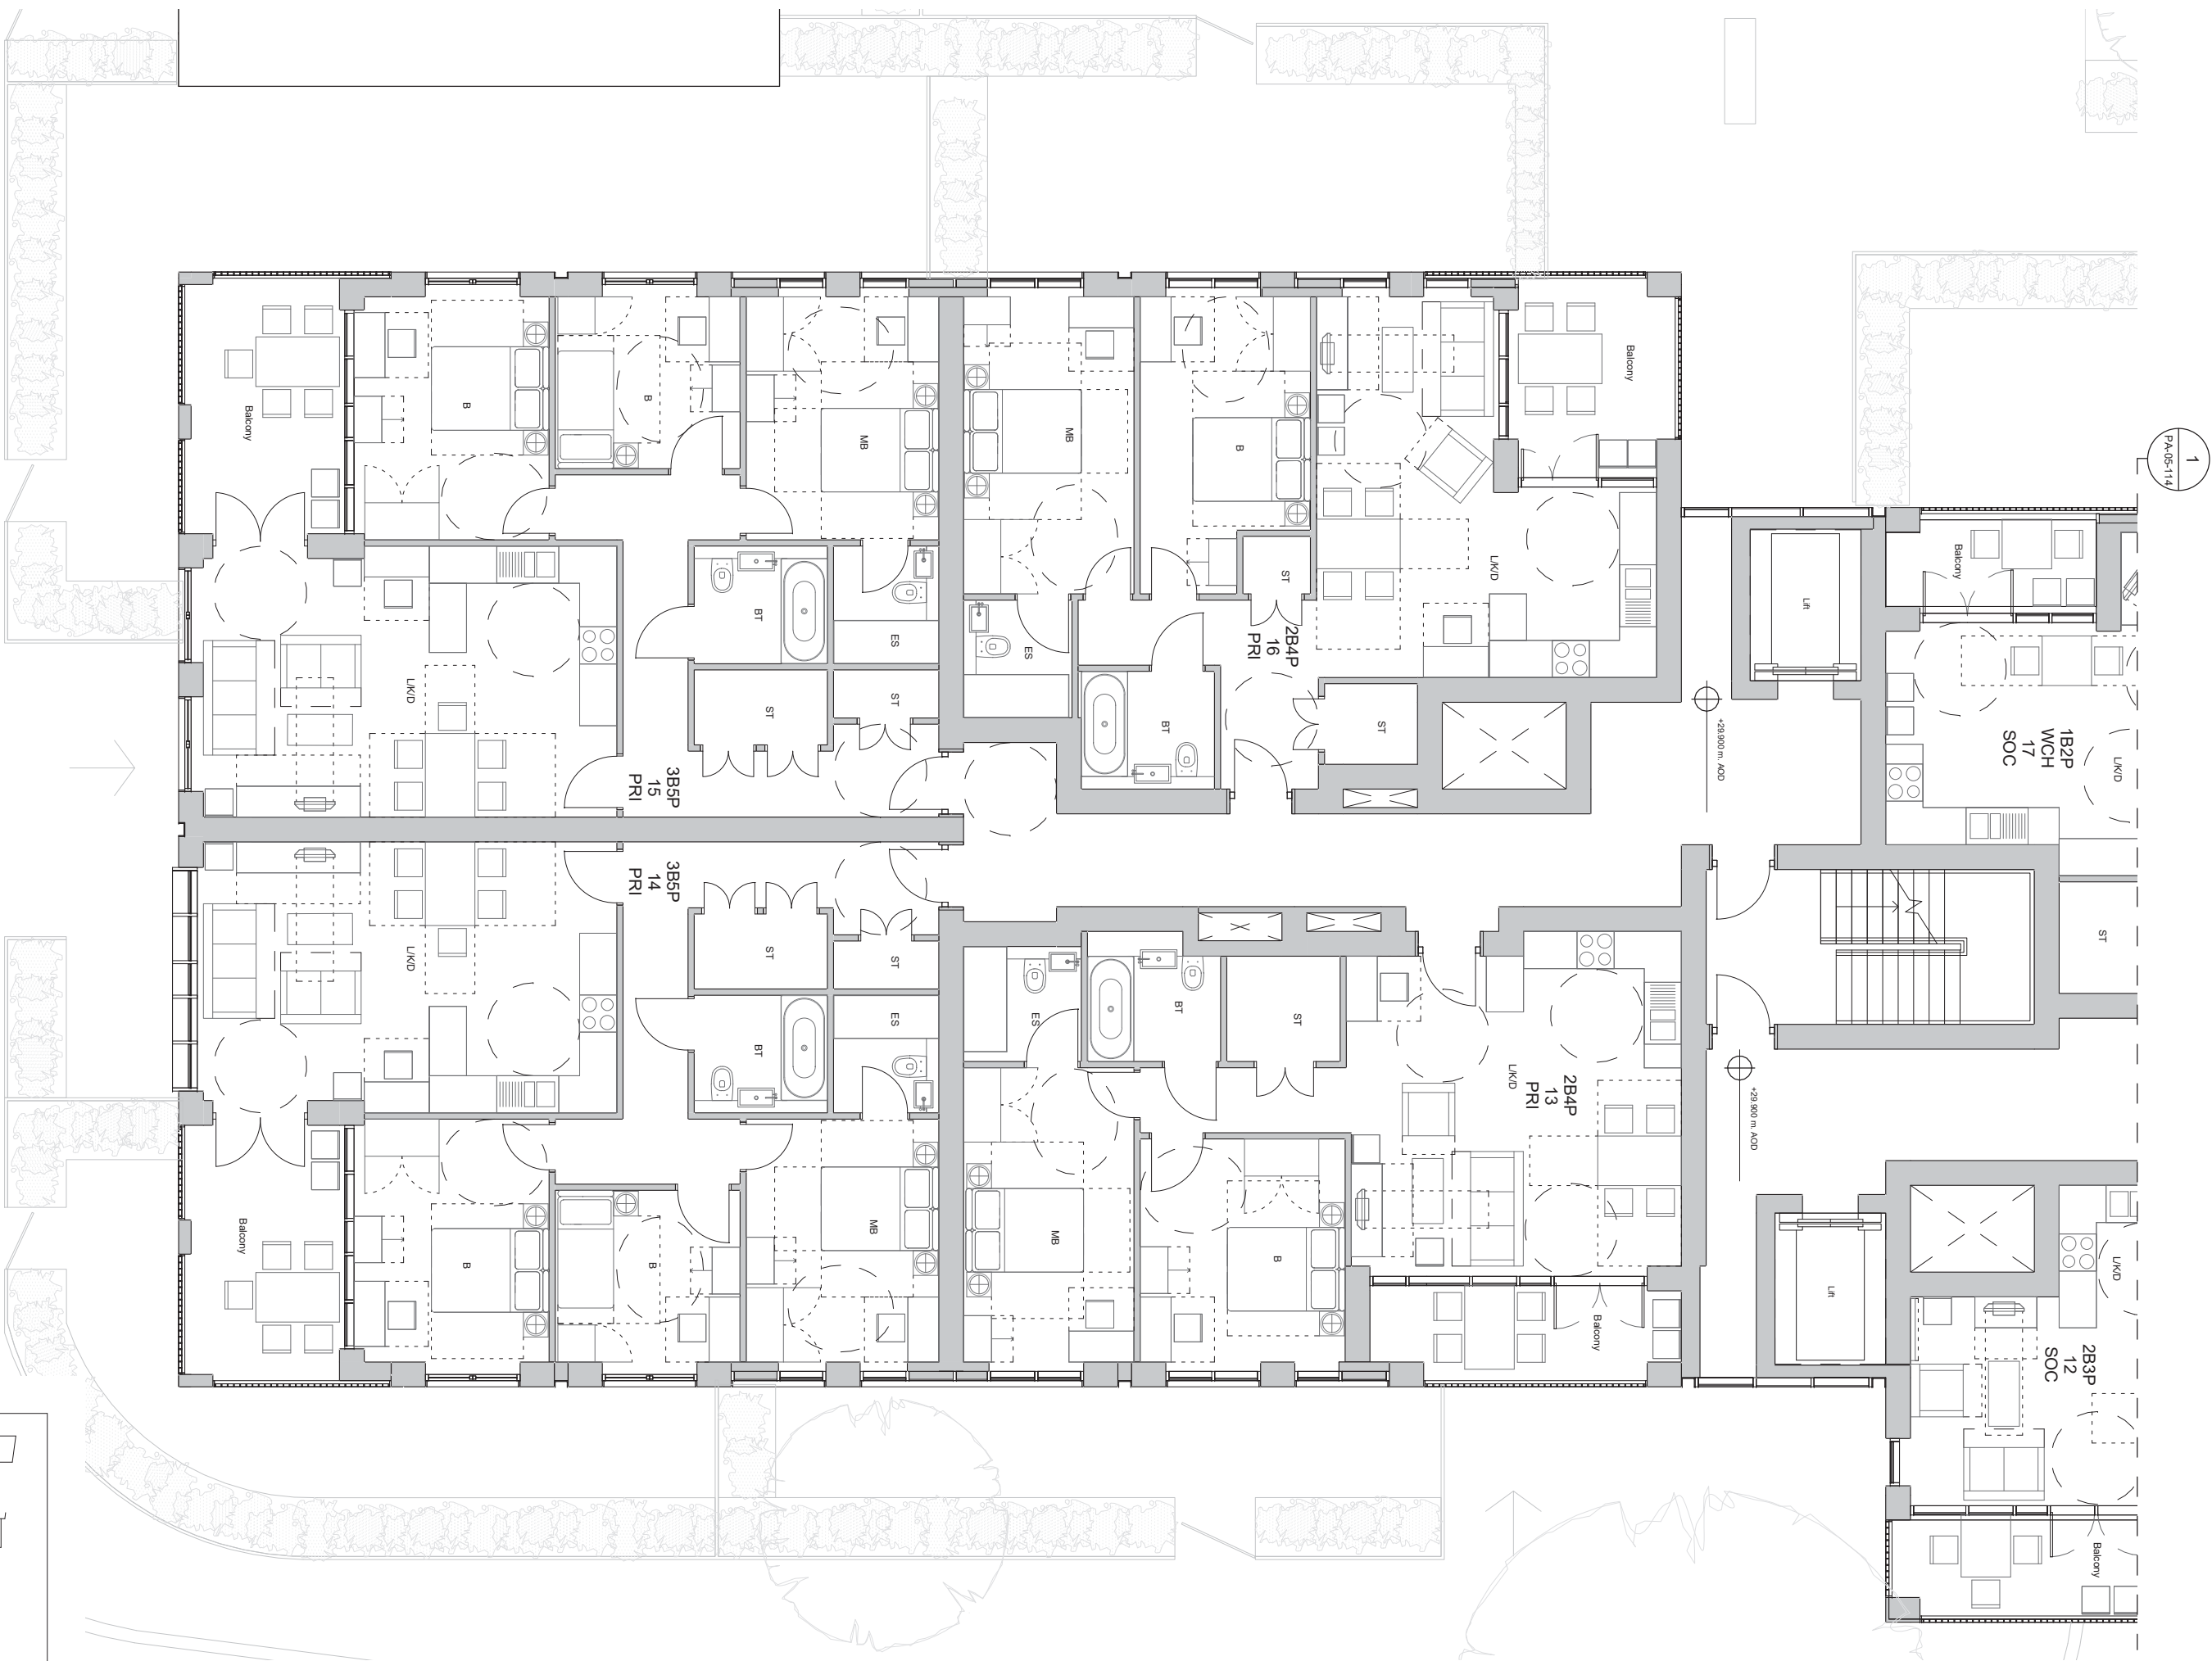 1
PA-05-114
Balcony
B
B
MB
MB
B
Balcony
L/K/D
ST
Balcony
Lift
L/K/D
BT
ES
ES
2B4P
16
PRI
1B2P
WCH
17
SOC
L/K/D
ST
ST
BT
ST
+29.900 m. AOD
3B5P
15
PRI
3B5P
14
PRI
L/K/D
ST
ST
ES
BT
ES
BT
ST
ST
L/K/D
2B4P
13
PRI
+29.900 m. AOD
Balcony
B
B
MB
MB
B
Balcony
Lift
L/K/D
2B3P
12
SOC
Balcony